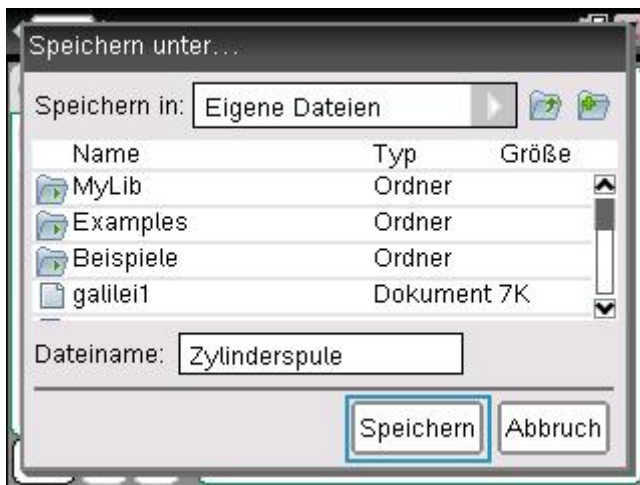 Speichern unter...
Speichern in: Eigene Dateien
Name Typ Größe
MyLib Ordner
Examples Ordner
Beispiele Ordner
galilei1 Dokument 7K
Dateiname: Zylinderspule
Speichern Abbruch